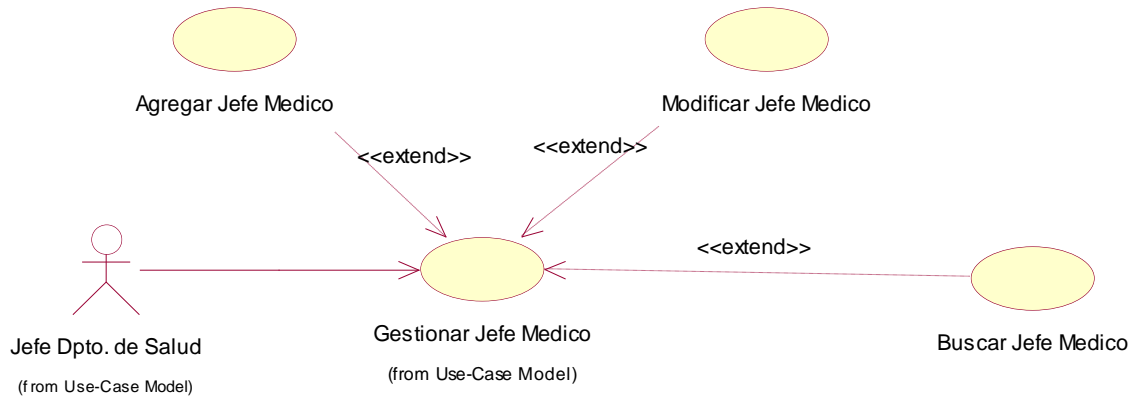 Agregar Jefe Medico
Modificar Jefe Medico
<<extend>>
<<extend>>
<<extend>>
Jefe Dpto. de Salud
(from Use-Case Model)
Gestionar Jefe Medico
(from Use-Case Model)
Buscar Jefe Medico